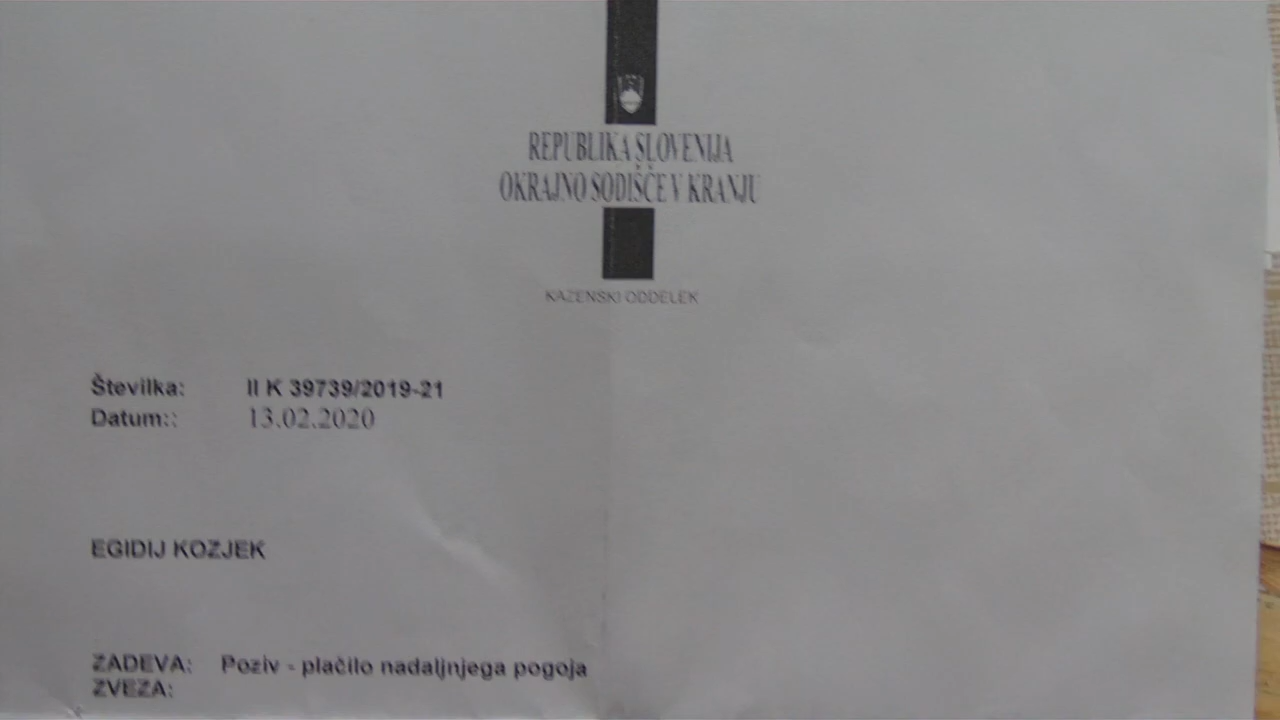 REPUBLIKA SLOVENIJA
OKRAJNO SODIŠČE V KRANJU
KAZENSKI ODDELEK
Številka: II K 39739/2019-21
Datum:: 13.02.2020
EGIDIJ KOZJEK
ZADEVA: Poziv - plačilo nadaljnjega pogoja
ZVEZA: